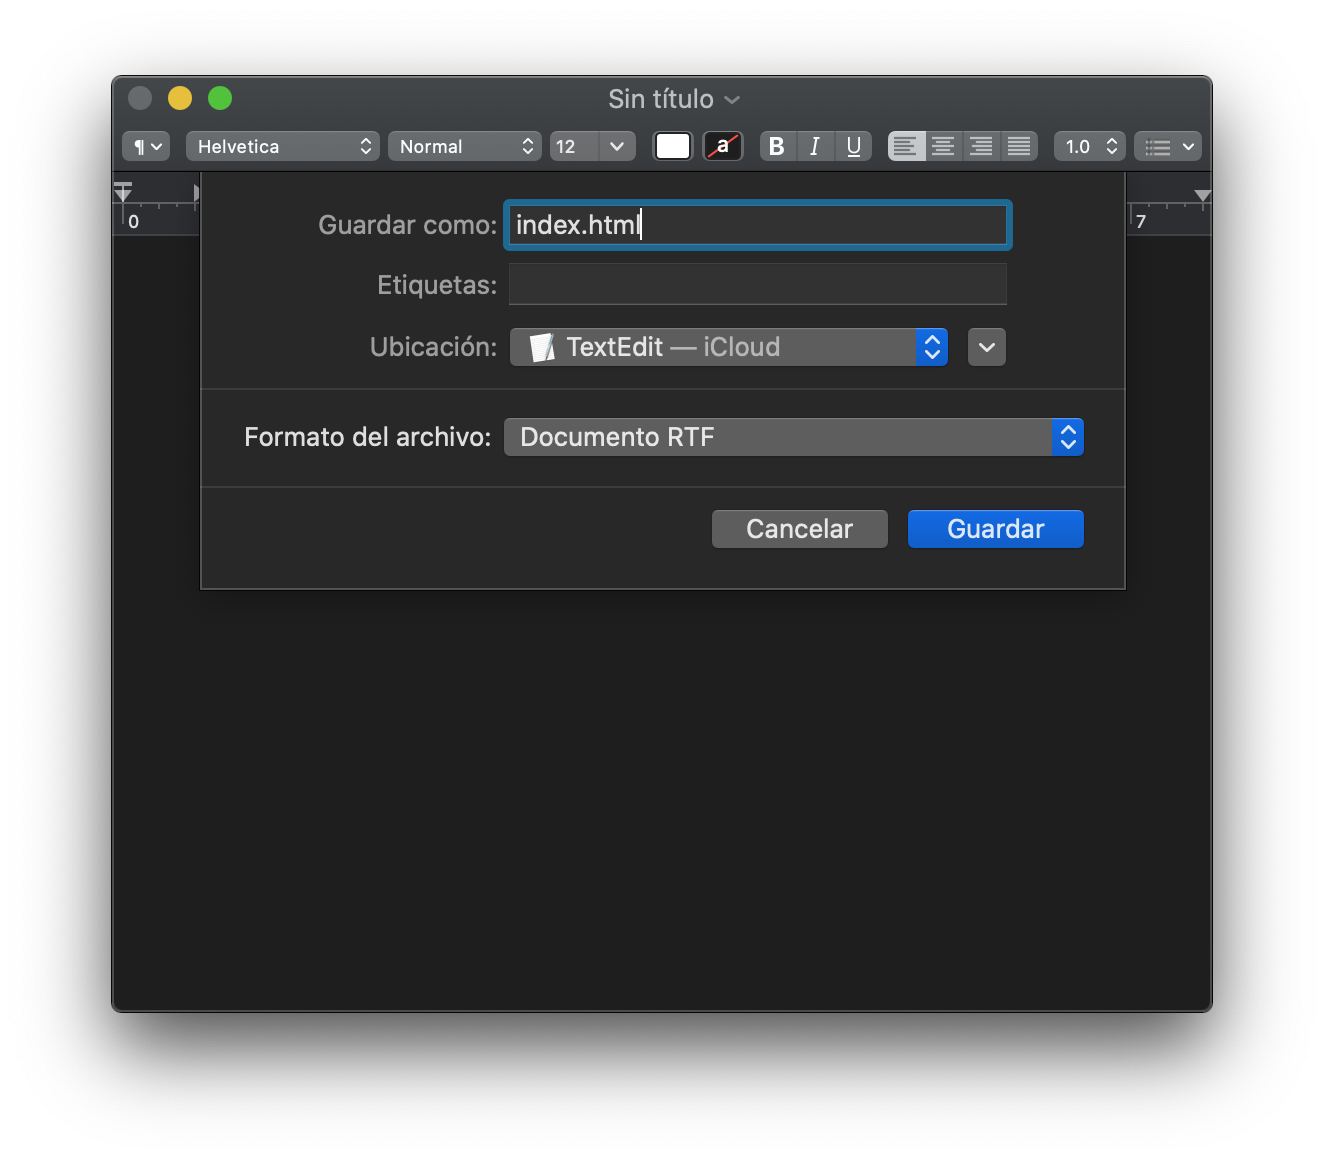 Sin título
¶ Helvetica Normal 12 a B I U 1.0
0 7
Guardar como: index.html
Etiquetas:
Ubicación: TextEdit — iCloud
Formato del archivo: Documento RTF
Cancelar Guardar